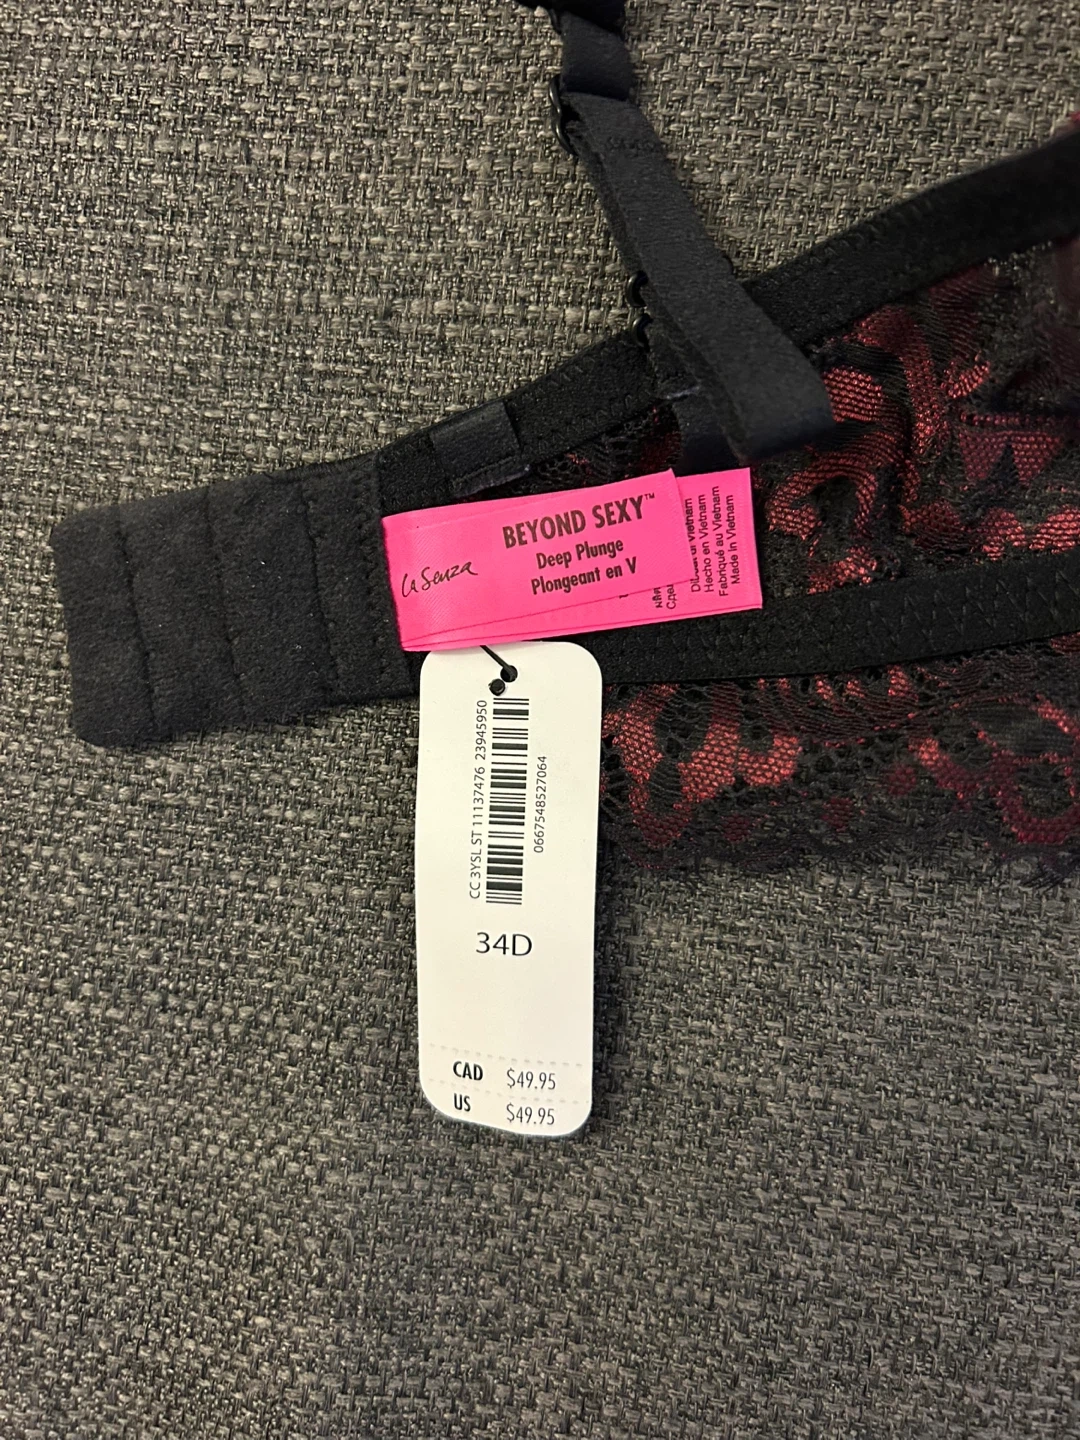 La Senza
BEYOND SEXY™
Deep Plunge
Plongeant en V
Hecho en Vietnam
Fabriqué au Vietnam
Made in Vietnam
CC 3YSL ST 11137476 23945950
0667548527064
34D
CAD $49.95
US $49.95